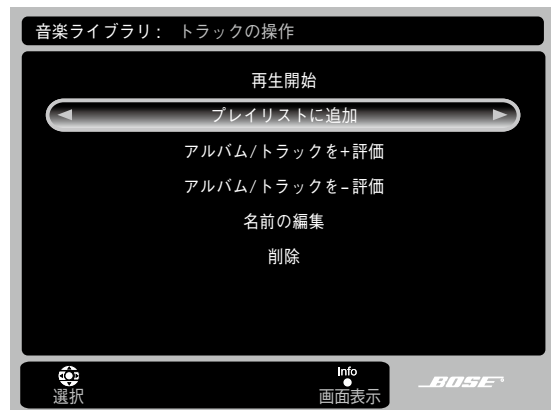 音楽ライブラリ： トラックの操作
再生開始
プレイリストに追加
アルバム/トラックを+評価
アルバム/トラックを−評価
名前の編集
削除
Info
選択 画面表示
BOSE